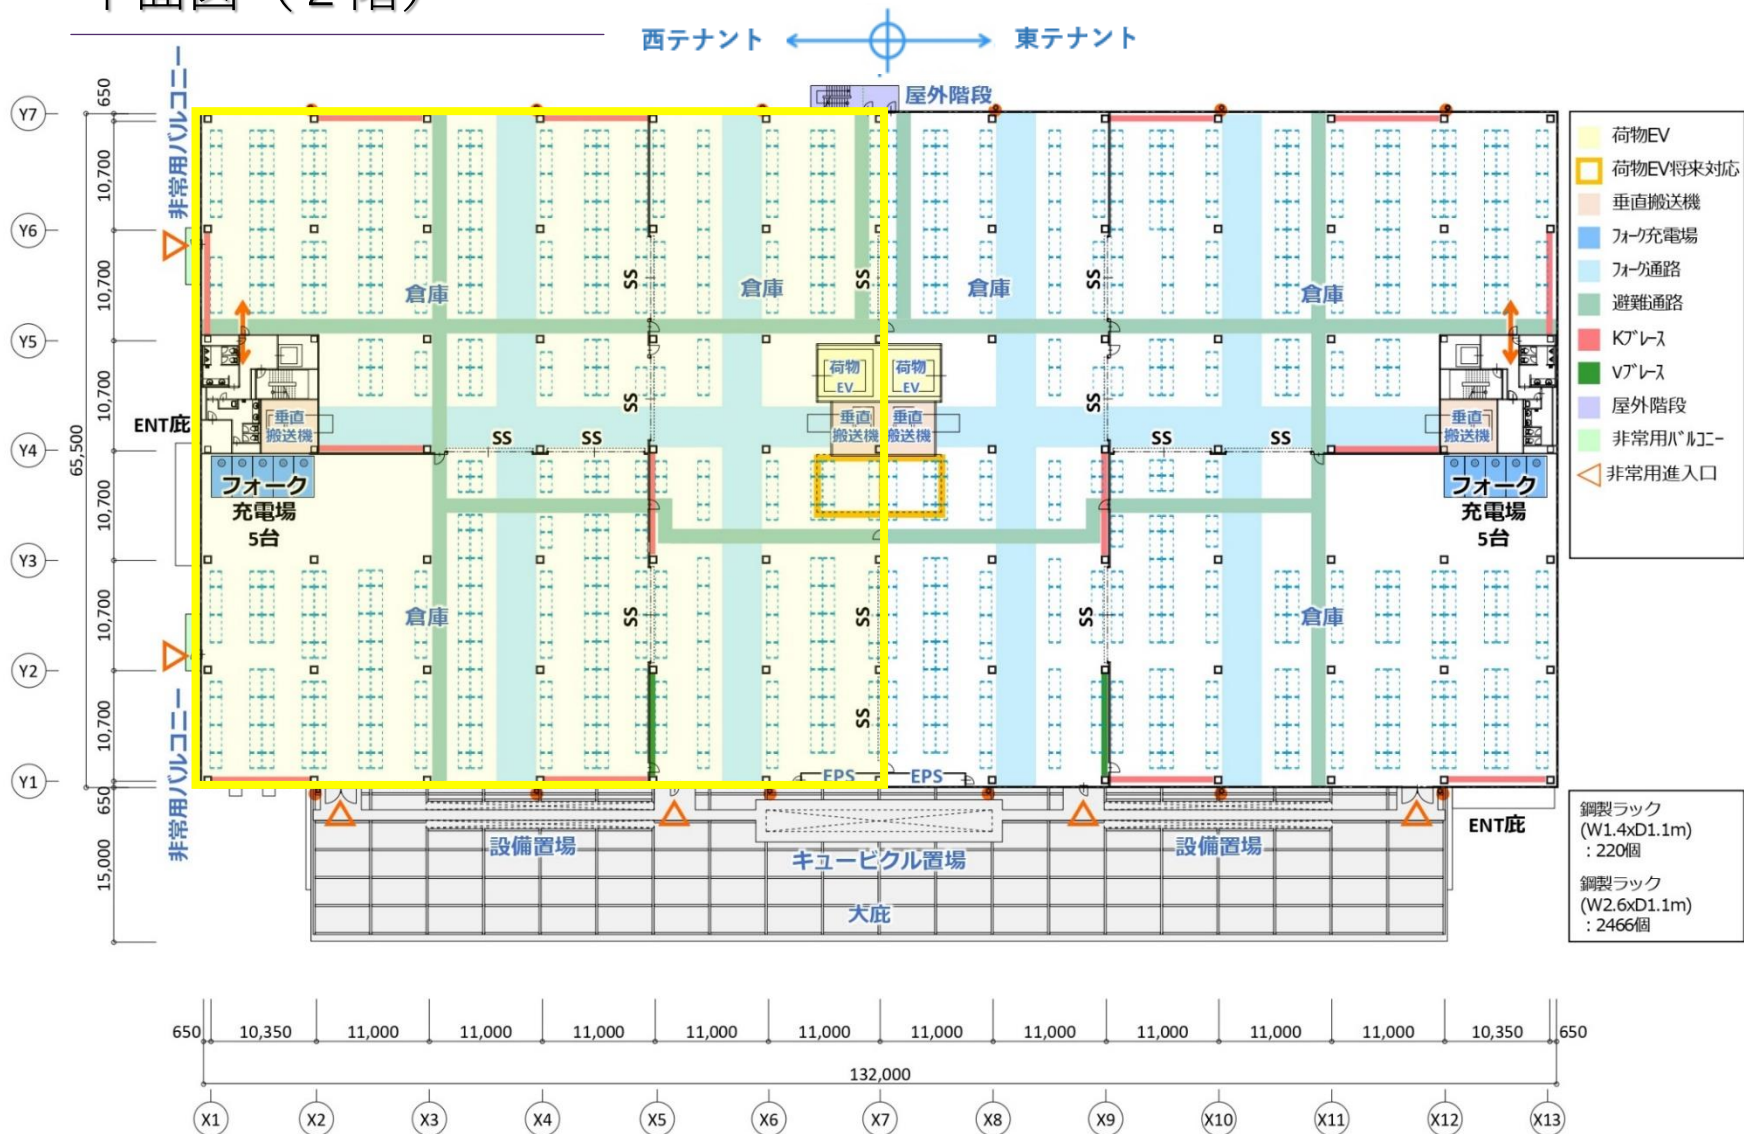 平面図（２階）
西テナント
東テナント
屋外階段
非常用バルコニー
Y7
650
10,700
Y6
10,700
Y5
10,700
Y4
65,500
10,700
Y3
10,700
Y2
10,700
Y1
650
15,000
倉庫
倉庫
倉庫
倉庫
SS
SS
SS
荷物
EV
荷物
EV
SS
SS
ENT庇
垂直
搬送機
垂直
搬送機
垂直
搬送機
垂直
搬送機
SS
SS
SS
SS
フォーク
充電場
5台
フォーク
充電場
5台
倉庫
倉庫
SS
SS
SS
SS
EPS
EPS
非常用バルコニー
設備置場
キュービクル置場
設備置場
大庇
ENT庇
荷物EV
荷物EV将来対応
垂直搬送機
フォーク充電場
フォーク通路
避難通路
Kブレース
Vブレース
屋外階段
非常用バルコニー
非常用進入口
鋼製ラック
(W1.4xD1.1m)
：220個
鋼製ラック
(W2.6xD1.1m)
：2466個
650
10,350
11,000
11,000
11,000
11,000
11,000
11,000
11,000
11,000
11,000
11,000
10,350
650
132,000
X1
X2
X3
X4
X5
X6
X7
X8
X9
X10
X11
X12
X13